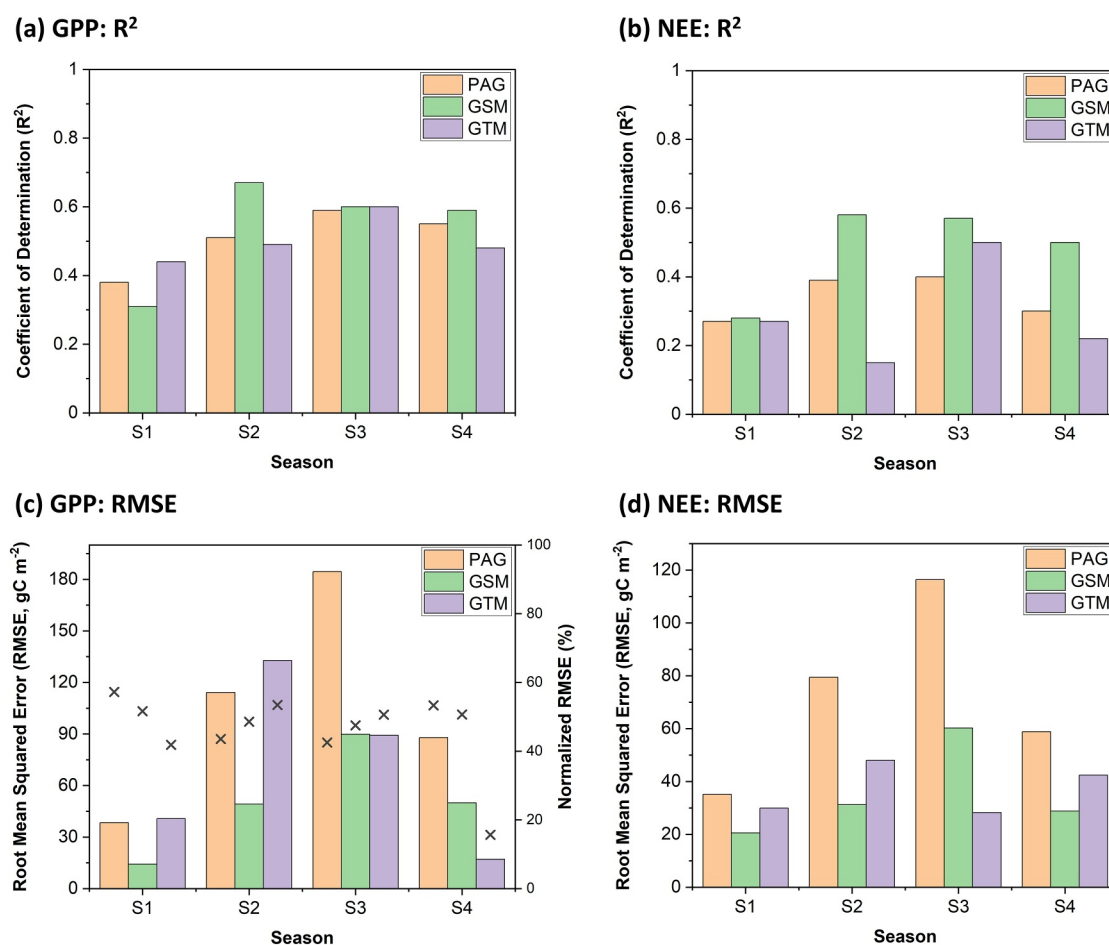 (a) GPP: R²
Coefficient of Determination (R²)
1
0.8
0.6
0.4
0.2
0
PAG
GSM
GTM
S1 S2 S3 S4
Season
(b) NEE: R²
Coefficient of Determination (R²)
1
0.8
0.6
0.4
0.2
0
PAG
GSM
GTM
S1 S2 S3 S4
Season
(c) GPP: RMSE
Root Mean Squared Error (RMSE, gC m⁻²)
180
150
120
90
60
30
0
PAG
GSM
GTM
100
80
60
40
20
0
Normalized RMSE (%)
S1 S2 S3 S4
Season
(d) NEE: RMSE
Root Mean Squared Error (RMSE, gC m⁻²)
120
100
80
60
40
20
0
PAG
GSM
GTM
S1 S2 S3 S4
Season